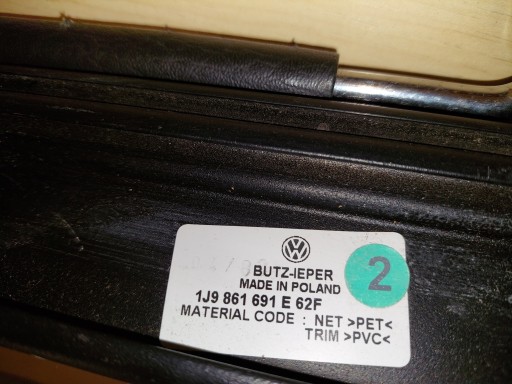 BUTZ-IEPER
2
MADE IN POLAND
1J9 861 691 E 62F
MATERIAL CODE : NET >PET<
TRIM >PVC<